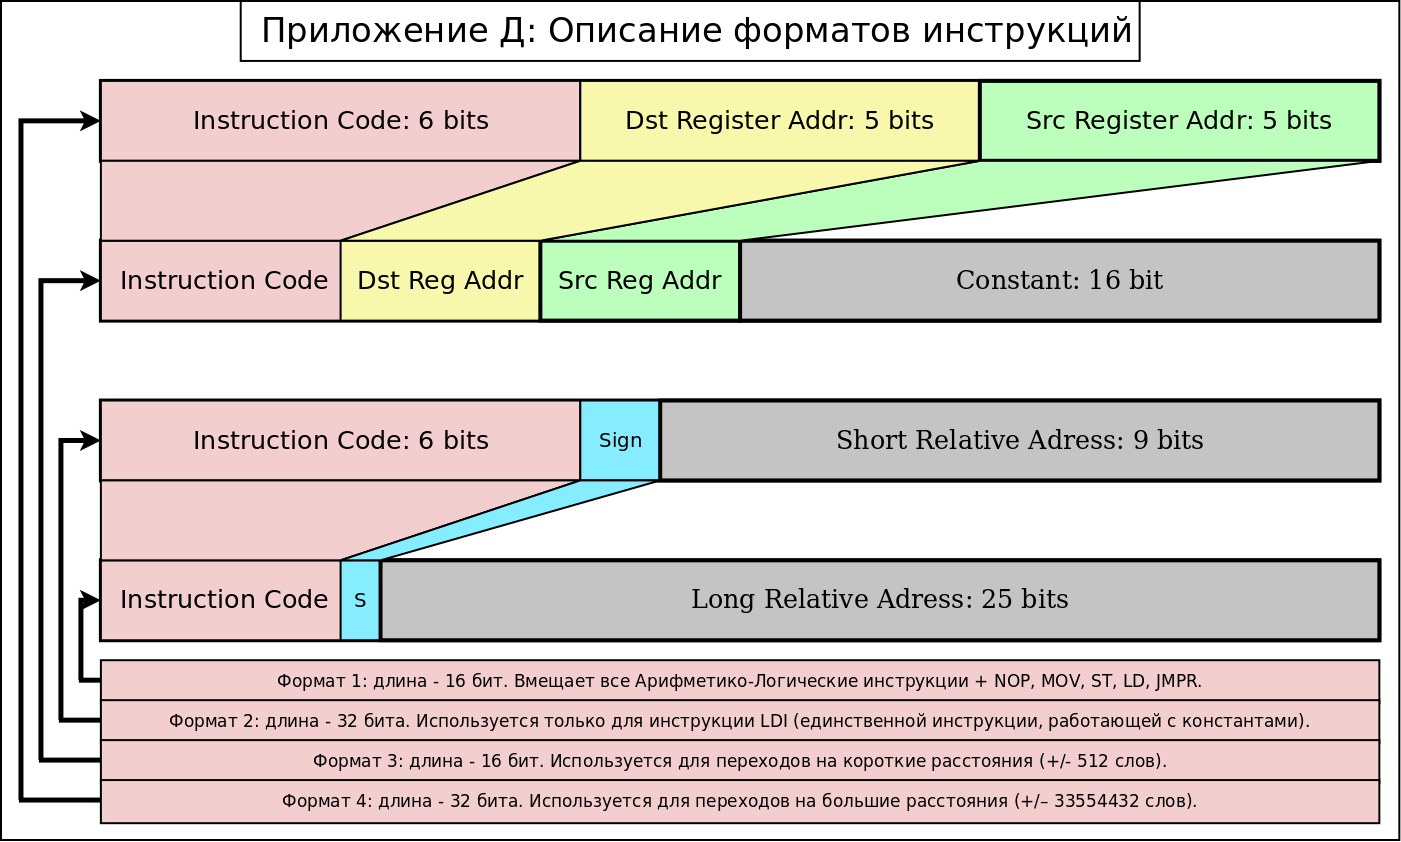 Приложение Д: Описание форматов инструкций
Instruction Code: 6 bits Dst Register Addr: 5 bits Src Register Addr: 5 bits
Instruction Code Dst Reg Addr Src Reg Addr Constant: 16 bit
Instruction Code: 6 bits Sign Short Relative Adress: 9 bits
Instruction Code S Long Relative Adress: 25 bits
Формат 1: длина - 16 бит. Вмещает все Арифметико-Логические инструкции + NOP, MOV, ST, LD, JMPR.
Формат 2: длина - 32 бита. Используется только для инструкции LDI (единственной инструкции, работающей с константами).
Формат 3: длина - 16 бит. Используется для переходов на короткие расстояния (+/- 512 слов).
Формат 4: длина - 32 бита. Используется для переходов на большие расстояния (+/– 33554432 слов).